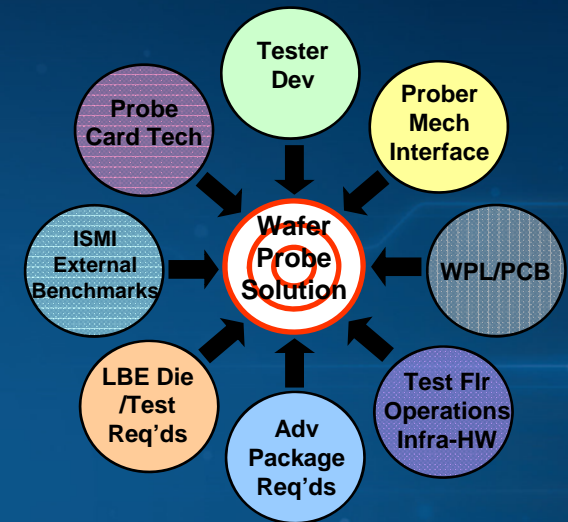 Tester
Dev
Prober
Mech
Interface
WPL/PCB
Test Flr
Operations
Infra-HW
Adv
Package
Req'ds
LBE Die
/Test
Req'ds
ISMI
External
Benchmarks
Probe
Card Tech
Wafer
Probe
Solution